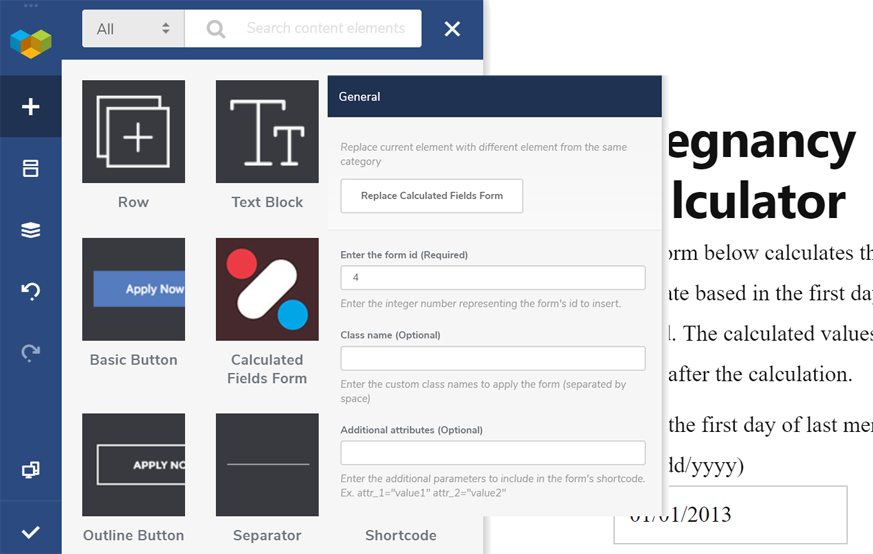 All
Search content elements
Row
Text Block
Apply Now
Basic Button
Calculated
Fields Form
APPLY NO
Outline Button
Separator
Shortcode
General
Replace current element with different element from the same
category
Replace Calculated Fields Form
Enter the form id (Required)
4
Enter the integer number representing the form's id to insert.
Class name (Optional)
Enter the custom class names to apply the form (separated by
space)
Additional attributes (Optional)
Enter the additional parameters to include in the form's shortcode.
Ex. attr_1="value1" attr_2="value2"
egnancy
lculator
orm below calculates th
ate based in the first day
l. The calculated values
after the calculation.
the first day of last me
dd/yyyy)
01/01/2013